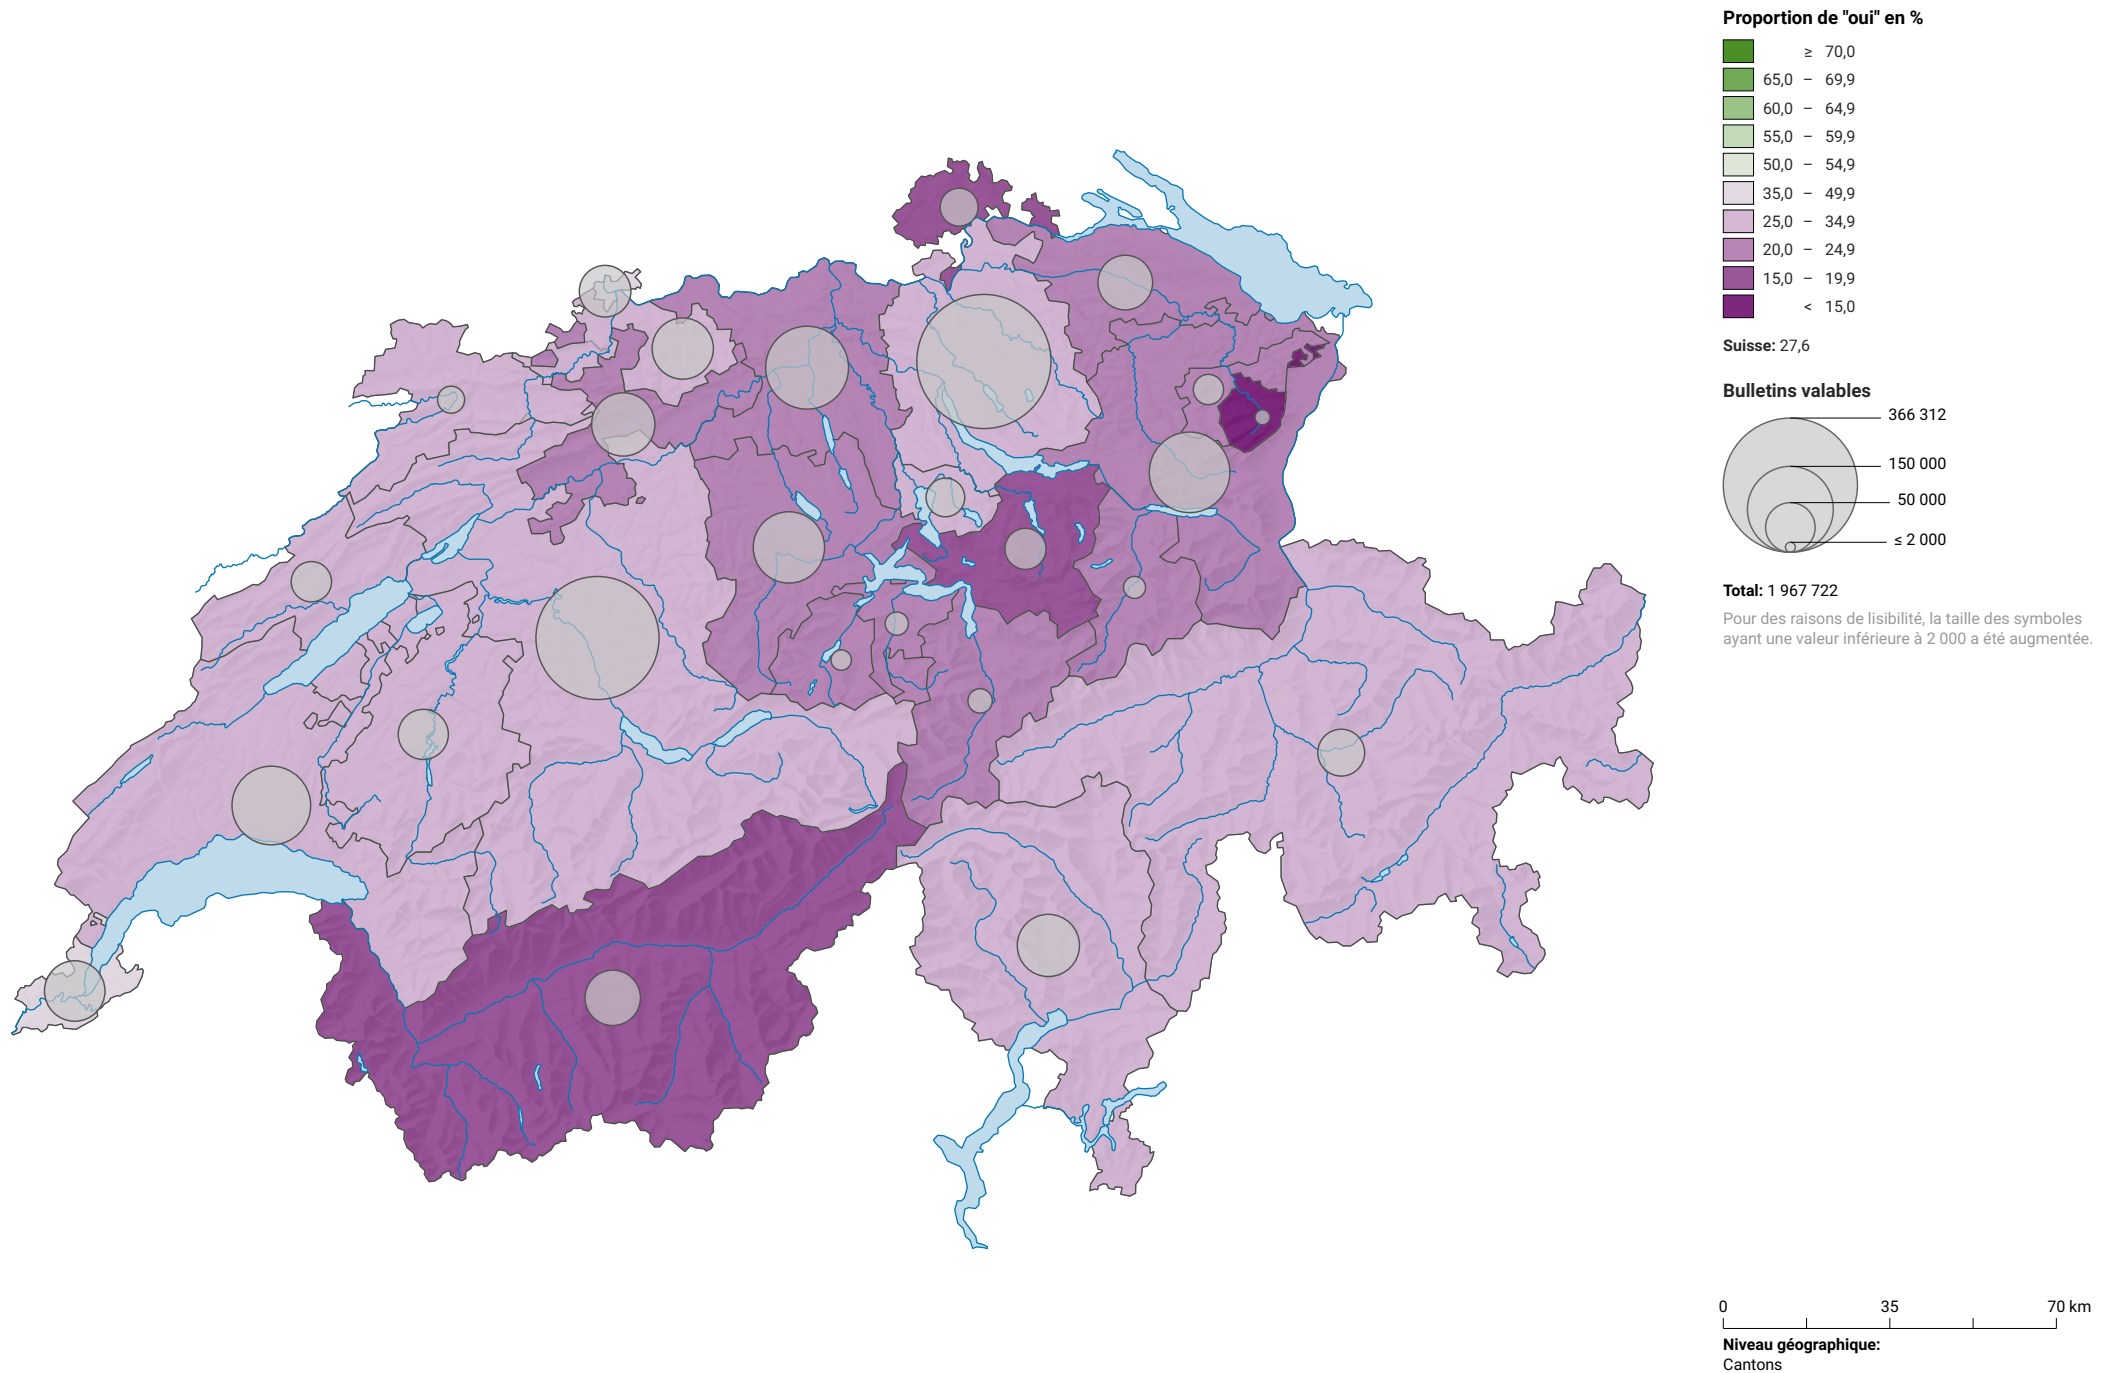 Proportion de "oui" en %
≥ 70,0
65,0 – 69,9
60,0 – 64,9
55,0 – 59,9
50,0 – 54,9
35,0 – 49,9
25,0 – 34,9
20,0 – 24,9
15,0 – 19,9
< 15,0
Suisse: 27,6
Bulletins valables
366 312
150 000
50 000
≤ 2 000
Total: 1 967 722
Pour des raisons de lisibilité, la taille des symboles
ayant une valeur inférieure à 2 000 a été augmentée.
0 35 70 km
Niveau géographique:
Cantons